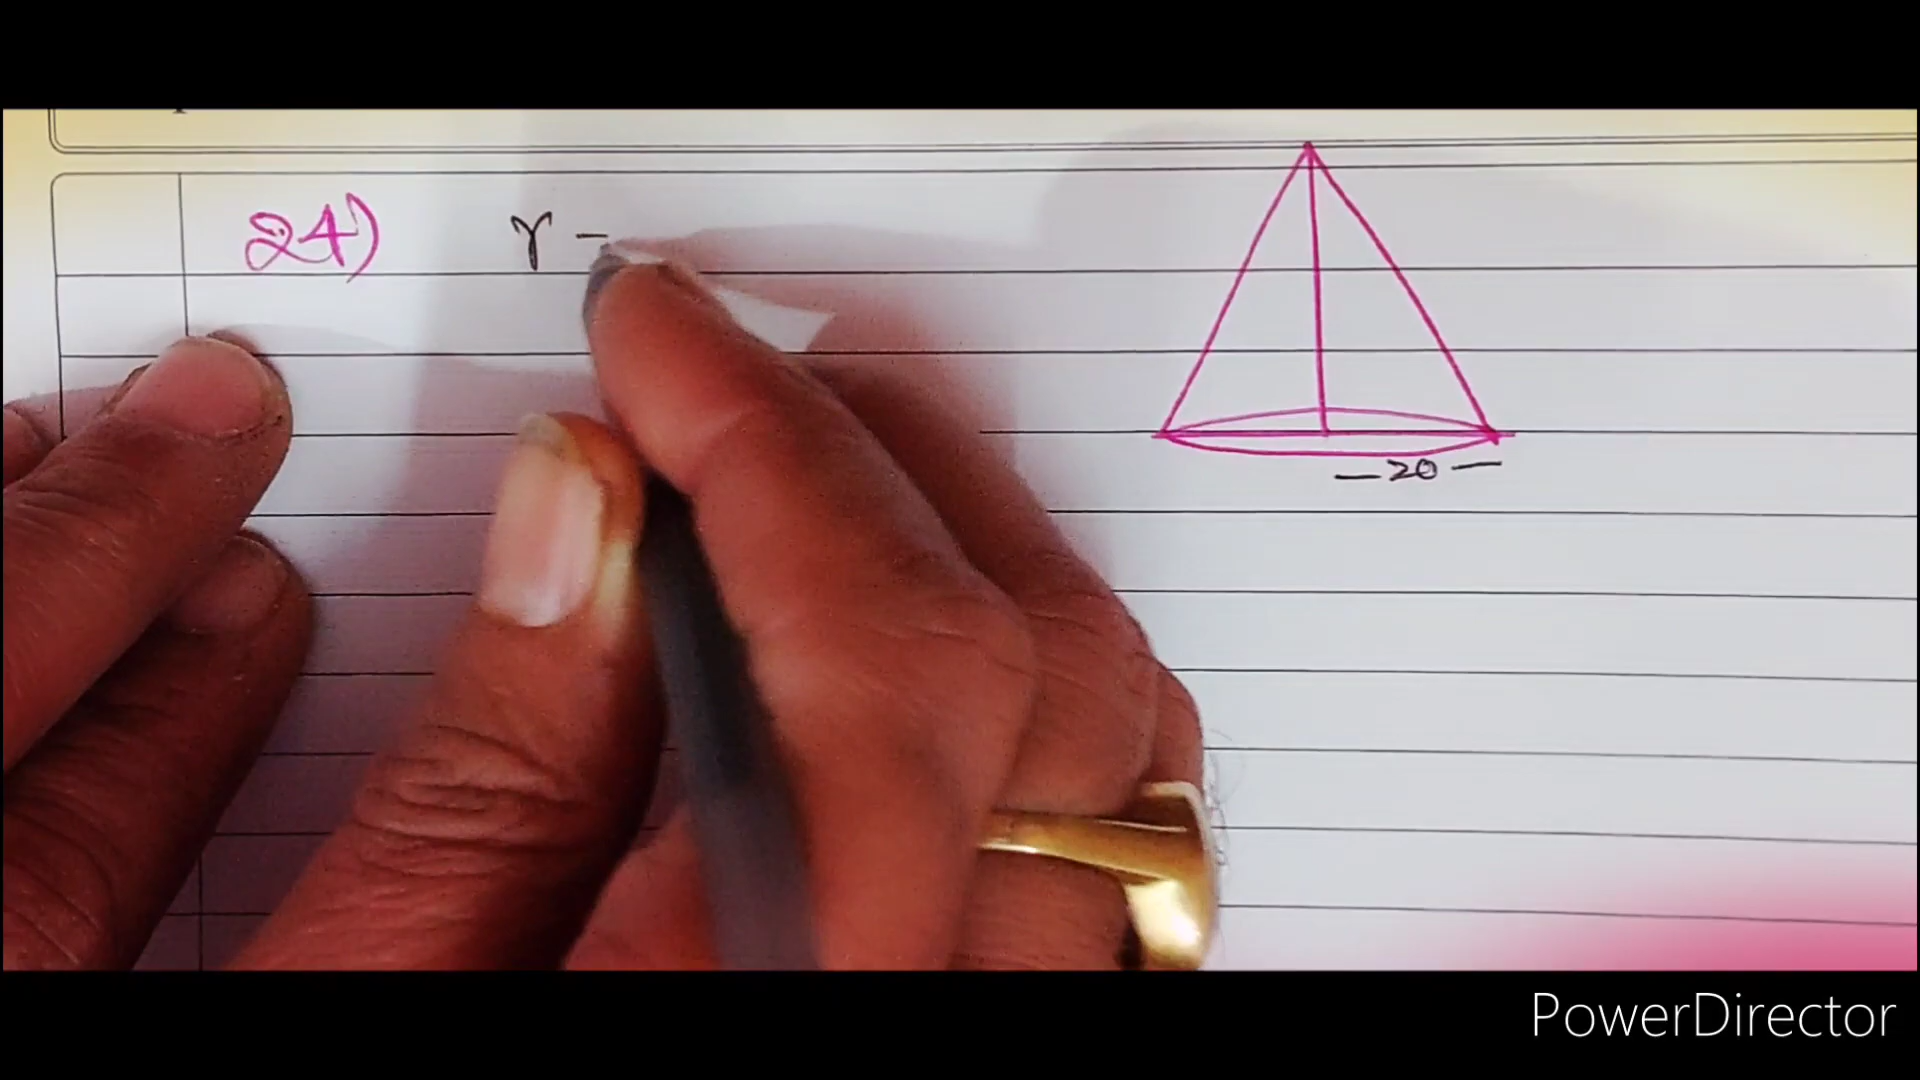 24) r -
— 20 —
PowerDirector